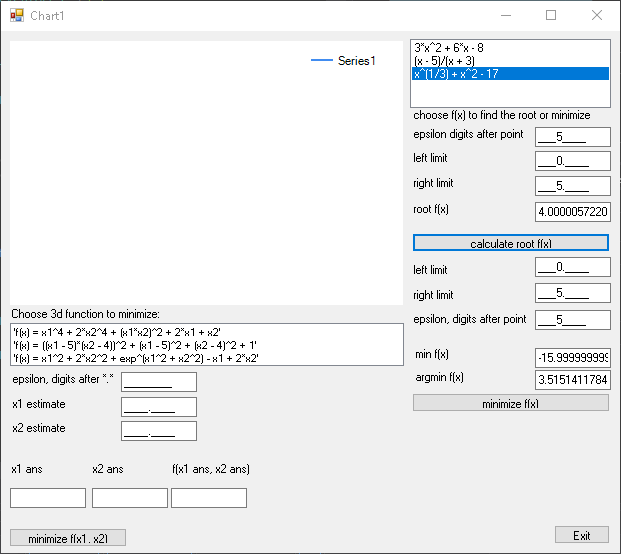 Chart1
Series1
3*x^2 + 6*x - 8
(x - 5)/(x + 3)
x^(1/3) + x^2 - 17
choose f(x) to find the root or minimize
epsilon digits after point
___5____
left limit
___0.____
right limit
___5.____
root f(x)
4.0000057220
calculate root f(x)
left limit
___0.____
right limit
___5.____
epsilon, digits after point
___5____
min f(x)
-15.999999999
argmin f(x)
3.5151411784
minimize f(x)
Choose 3d function to minimize:
'f(x) = x1^4 + 2*x2^4 + (x1*x2)^2 + 2*x1 + x2'
'f(x) = ((x1 - 5)*(x2 - 4))^2 + (x1 - 5)^2 + (x2 - 4)^2 + 1'
'f(x) = x1^2 + 2*x2^2 + exp^(x1^2 + x2^2) - x1 + 2*x2'
epsilon, digits after "."
________
x1 estimate
____.____
x2 estimate
____.____
x1 ans
x2 ans
f(x1 ans, x2 ans)
minimize f(x1, x2)
Exit